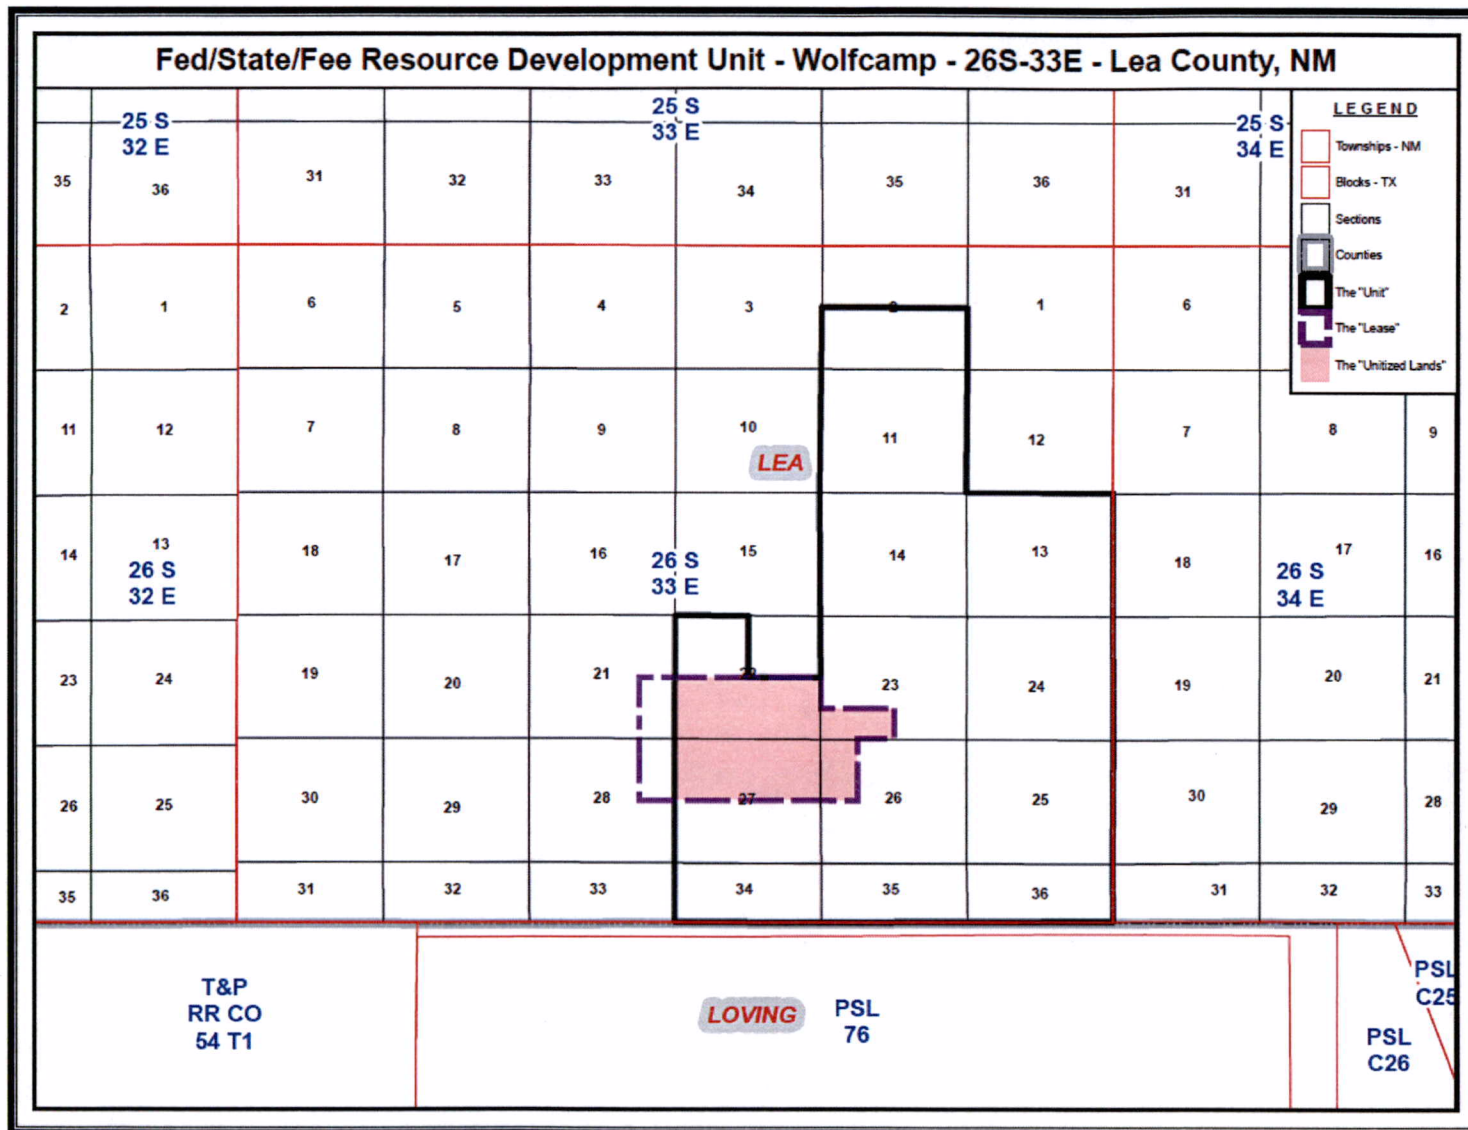 Fed/State/Fee Resource Development Unit - Wolfcamp - 26S-33E - Lea County, NM
25 S
32 E
25 S
33 E
25 S
34 E
LEGEND
Townships - NM
Blocks - TX
Sections
Counties
The "Unit"
The "Lease"
The "Unitized Lands"
35 36 31 32 33 34 35 36 31
2 1 6 5 4 3 2 1 6
11 12 7 8 9 10 11 12 7 8 9
LEA
14 13 18 17 16 15 14 13 18 17 16
26 S
32 E
26 S
33 E
26 S
34 E
23 24 19 20 21 22 23 24 19 20 21
26 25 30 29 28 27 26 25 30 29 28
35 36 31 32 33 34 35 36 31 32 33
T&P
RR CO
54 T1
LOVING
PSL
76
PSL
C25
PSL
C26